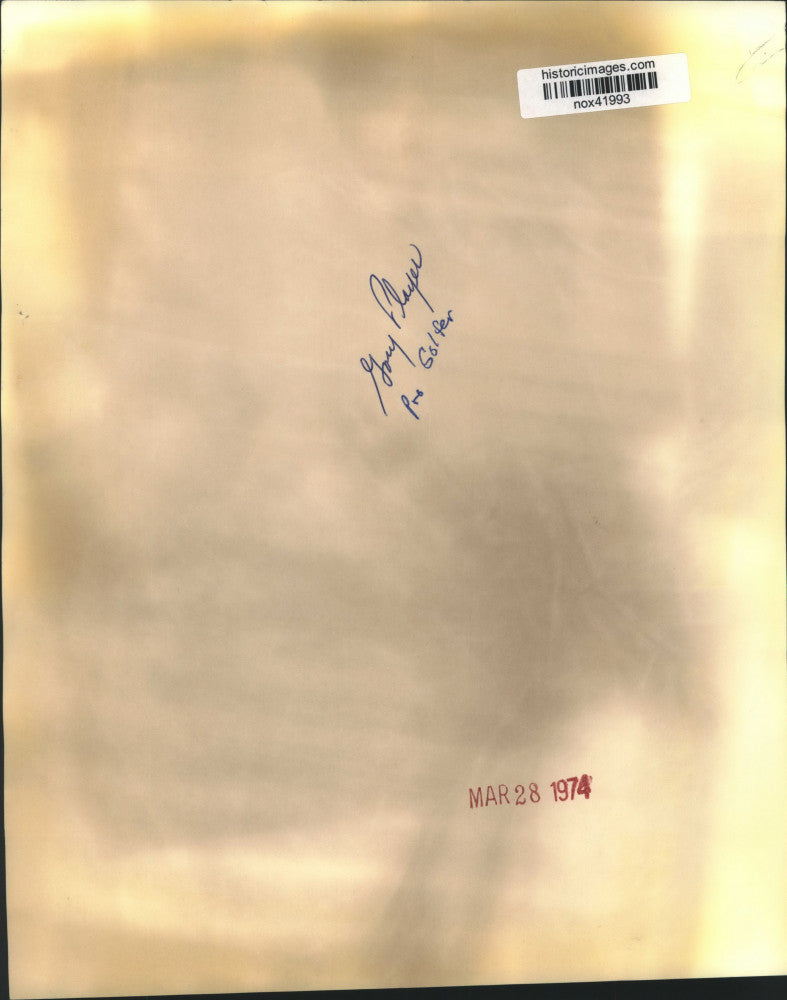 historicimages.com
nox41993
Gary Player
Pro Golfer
MAR 28 1974